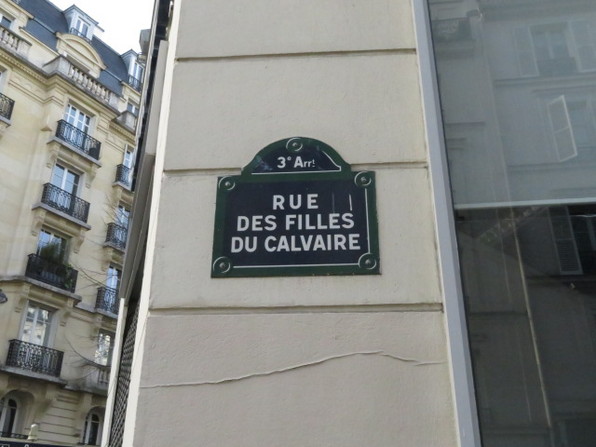 3e Arrt
RUE
DES FILLES
DU CALVAIRE